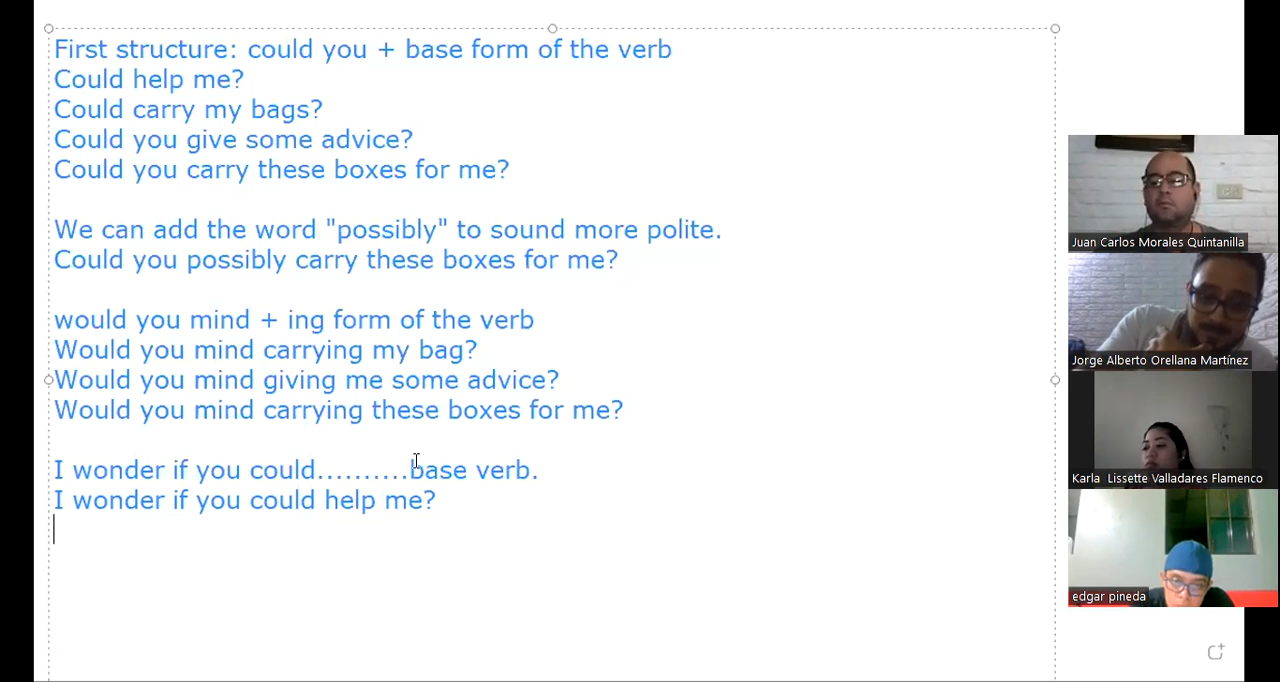 First structure: could you + base form of the verb
Could help me?
Could carry my bags?
Could you give some advice?
Could you carry these boxes for me?
We can add the word "possibly" to sound more polite.
Could you possibly carry these boxes for me?
would you mind + ing form of the verb
Would you mind carrying my bag?
Would you mind giving me some advice?
Would you mind carrying these boxes for me?
I wonder if you could..........base verb.
I wonder if you could help me?
Juan Carlos Morales Quintanilla
Jorge Alberto Orellana Martínez
Karla Lissette Valladares Flamenco
edgar pineda